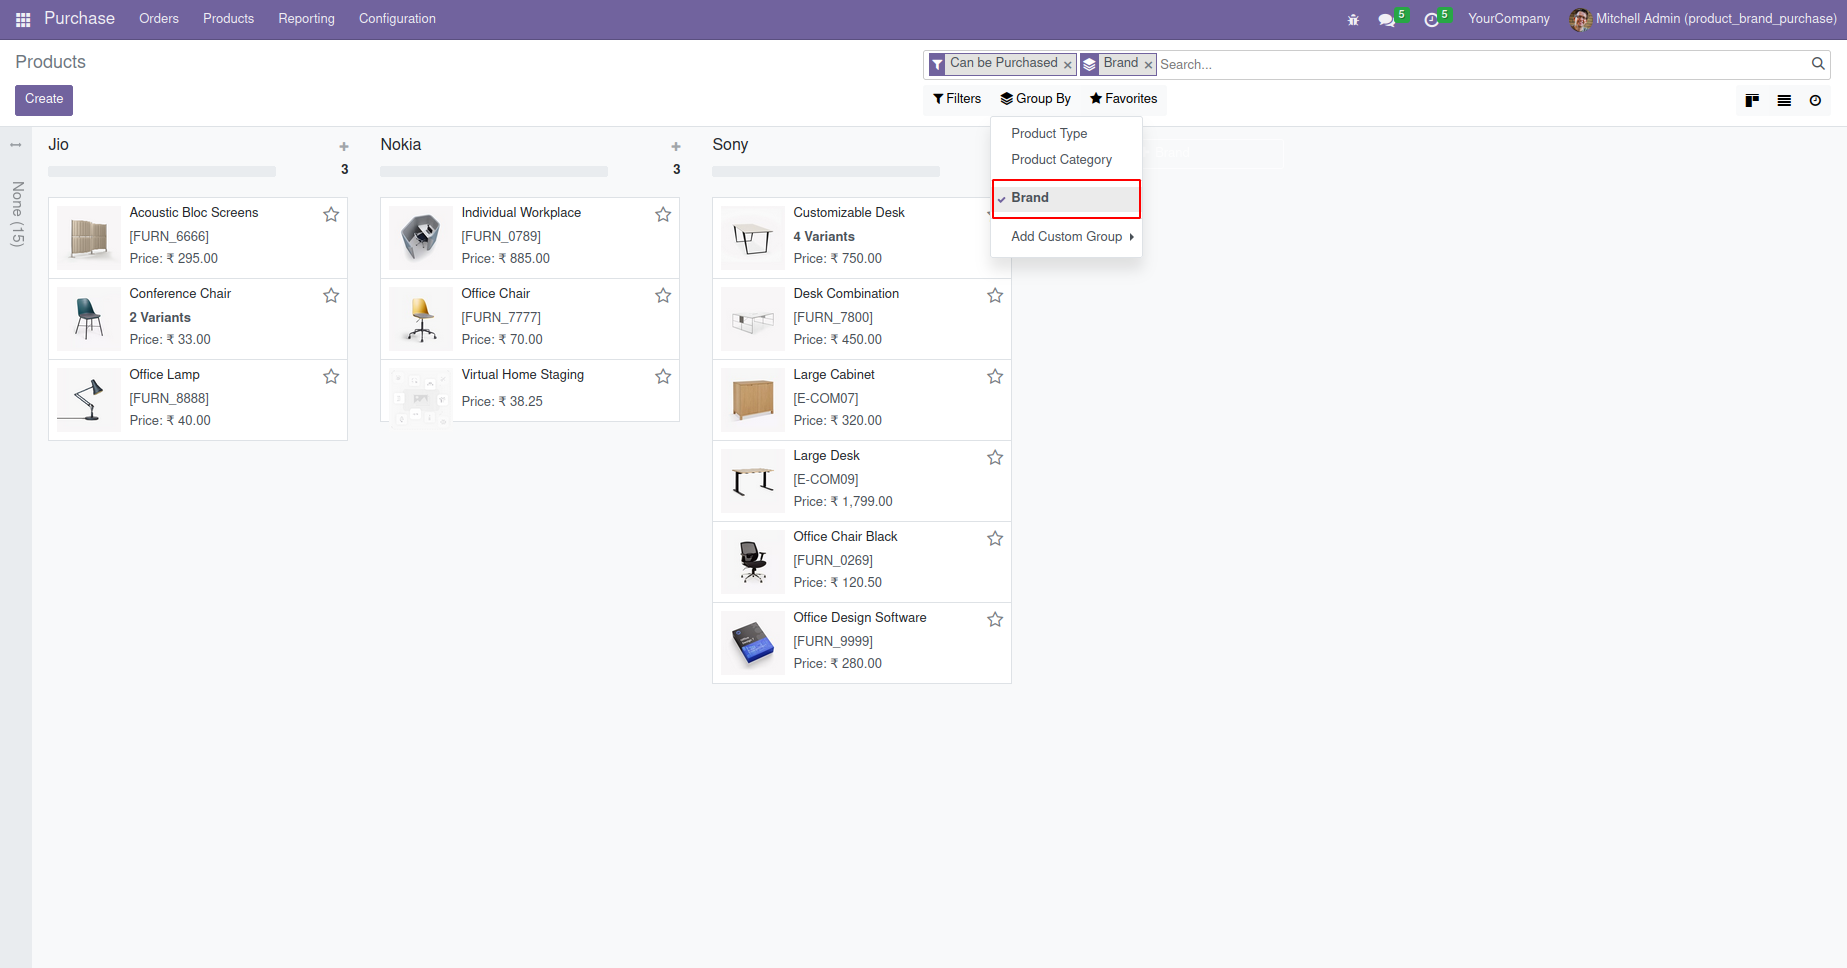 Purchase Orders Products Reporting Configuration 5 5 YourCompany Mitchell Admin (product_brand_purchase)
Products
Can be Purchased × Brand × Search...
Create
Filters Group By Favorites
Product Type
Product Category
Brand
Add Custom Group
None (15)
Jio
3
Acoustic Bloc Screens
[FURN_6666]
Price: ₹ 295.00
Conference Chair
2 Variants
Price: ₹ 33.00
Office Lamp
[FURN_8888]
Price: ₹ 40.00
Nokia
3
Individual Workplace
[FURN_0789]
Price: ₹ 885.00
Office Chair
[FURN_7777]
Price: ₹ 70.00
Virtual Home Staging
Price: ₹ 38.25
Sony
Customizable Desk
4 Variants
Price: ₹ 750.00
Desk Combination
[FURN_7800]
Price: ₹ 450.00
Large Cabinet
[E-COM07]
Price: ₹ 320.00
Large Desk
[E-COM09]
Price: ₹ 1,799.00
Office Chair Black
[FURN_0269]
Price: ₹ 120.50
Office Design Software
[FURN_9999]
Price: ₹ 280.00